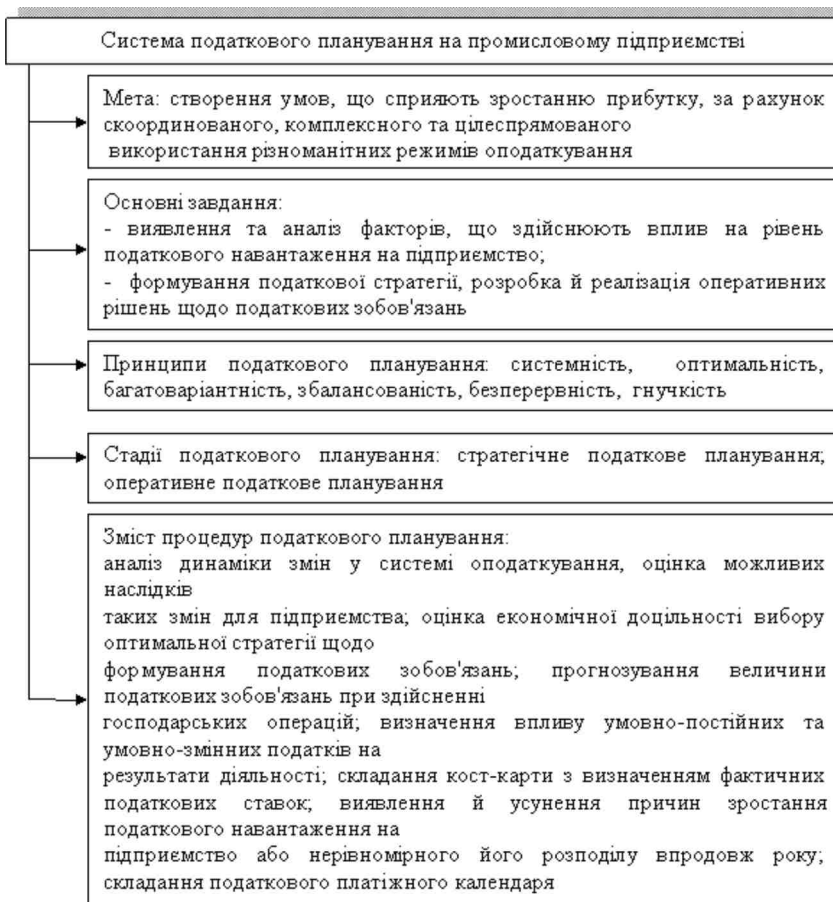 Система податкового планування на промисловому підприємстві
Мета: створення умов, що сприяють зростанню прибутку, за рахунок
скоординованого, комплексного та цілеспрямованого
використання різноманітних режимів оподаткування
Основні завдання:
- виявлення та аналіз факторів, що здійснюють вплив на рівень
податкового навантаження на підприємство;
- формування податкової стратегії, розробка й реалізація оперативних
рішень щодо податкових зобов'язань
Принципи податкового планування: системність, оптимальність,
багатоваріантність, збалансованість, безперервність, гнучкість
Стадії податкового планування: стратегічне податкове планування;
оперативне податкове планування
Зміст процедур податкового планування:
аналіз динаміки змін у системі оподаткування, оцінка можливих
наслідків
таких змін для підприємства; оцінка економічної доцільності вибору
оптимальної стратегії щодо
формування податкових зобов'язань; прогнозування величини
податкових зобов'язань при здійсненні
господарських операцій; визначення впливу умовно-постійних та
умовно-змінних податків на
результати діяльності; складання кост-карти з визначенням фактичних
податкових ставок; виявлення й усунення причин зростання
податкового навантаження на
підприємство або нерівномірного його розподілу впродовж року;
складання податкового платіжного календаря